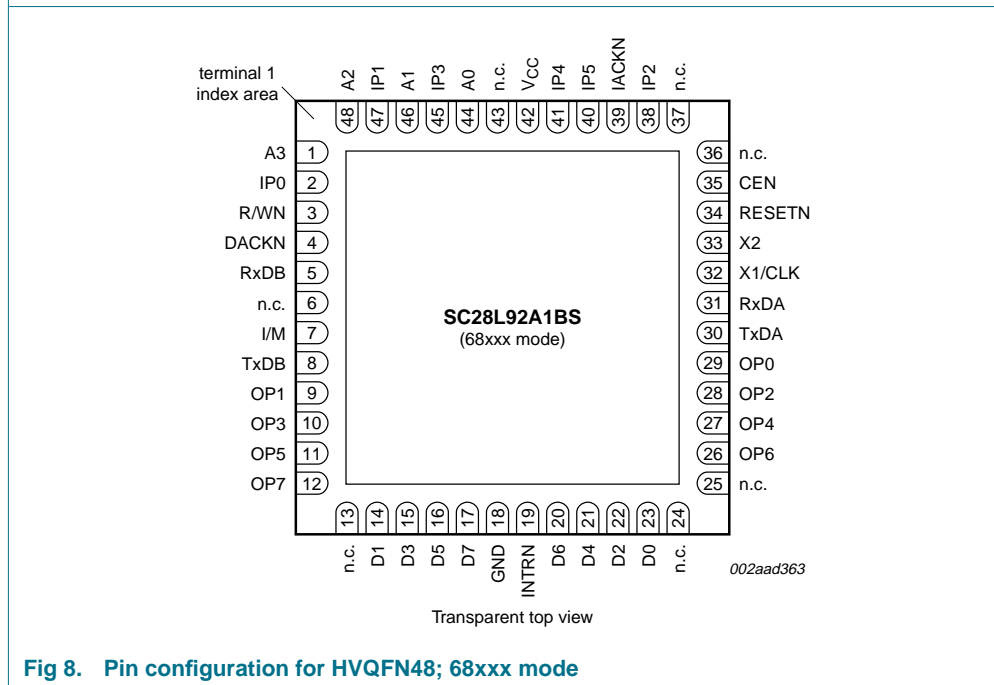 terminal 1
index area
A2 IP1 A1 IP3 A0 n.c. VCC IP4 IP5 IACKN IP2 n.c.
48 47 46 45 44 43 42 41 40 39 38 37
A3 1
IP0 2
R/WN 3
DACKN 4
RxDB 5
n.c. 6
I/M 7
TxDB 8
OP1 9
OP3 10
OP5 11
OP7 12
SC28L92A1BS
(68xxx mode)
36 n.c.
35 CEN
34 RESETN
33 X2
32 X1/CLK
31 RxDA
30 TxDA
29 OP0
28 OP2
27 OP4
26 OP6
25 n.c.
13 14 15 16 17 18 19 20 21 22 23 24
n.c. D1 D3 D5 D7 GND INTRN D6 D4 D2 D0 n.c.
002aad363
Transparent top view
Fig 8. Pin configuration for HVQFN48; 68xxx mode